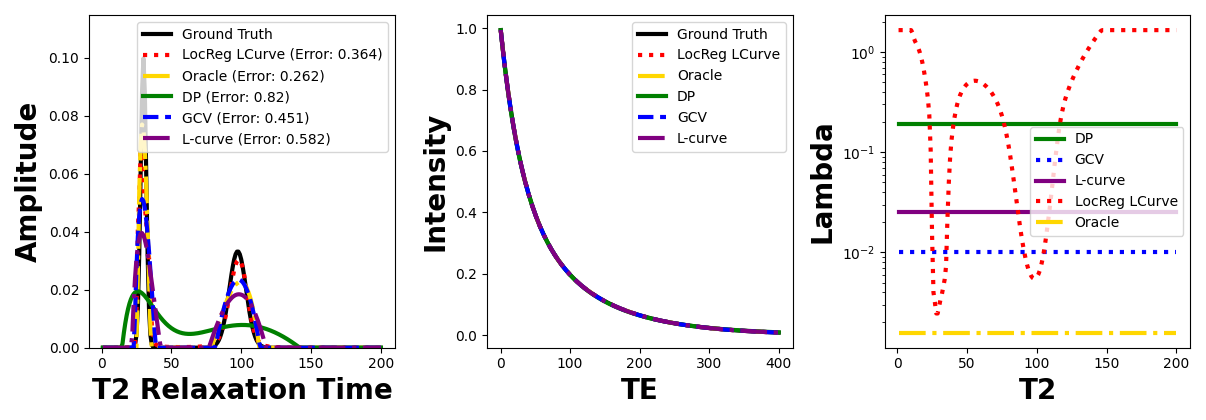 Ground Truth
LocReg LCurve (Error: 0.364)
Oracle (Error: 0.262)
DP (Error: 0.82)
GCV (Error: 0.451)
L-curve (Error: 0.582)
Amplitude
0.10
0.08
0.06
0.04
0.02
0.00
0
50
100
150
200
T2 Relaxation Time
Ground Truth
LocReg LCurve
Oracle
DP
GCV
L-curve
Intensity
1.0
0.8
0.6
0.4
0.2
0.0
0
100
200
300
400
TE
Lambda
10⁰
10⁻¹
10⁻²
DP
GCV
L-curve
LocReg LCurve
Oracle
0
50
100
150
200
T2